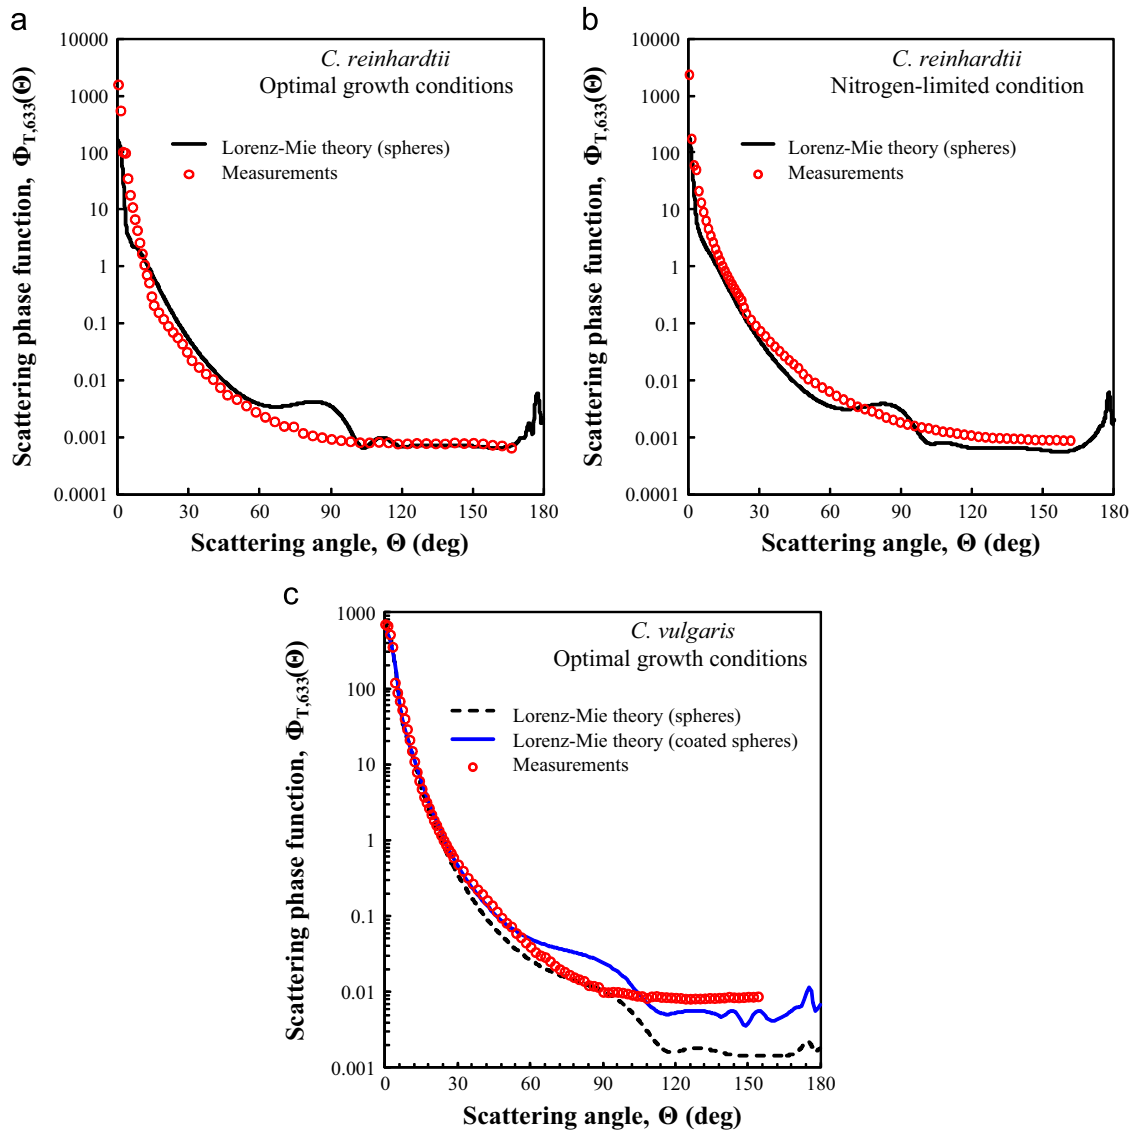 a
Scattering phase function, ΦT,633(Θ)
10000
1000
100
10
1
0.1
0.01
0.001
0.0001
C. reinhardtii
Optimal growth conditions
Lorenz-Mie theory (spheres)
Measurements
0 30 60 90 120 150 180
Scattering angle, Θ (deg)
b
Scattering phase function, ΦT,633(Θ)
10000
1000
100
10
1
0.1
0.01
0.001
0.0001
C. reinhardtii
Nitrogen-limited condition
Lorenz-Mie theory (spheres)
Measurements
0 30 60 90 120 150 180
Scattering angle, Θ (deg)
c
Scattering phase function, ΦT,633(Θ)
1000
100
10
1
0.1
0.01
0.001
C. vulgaris
Optimal growth conditions
Lorenz-Mie theory (spheres)
Lorenz-Mie theory (coated spheres)
Measurements
0 30 60 90 120 150 180
Scattering angle, Θ (deg)